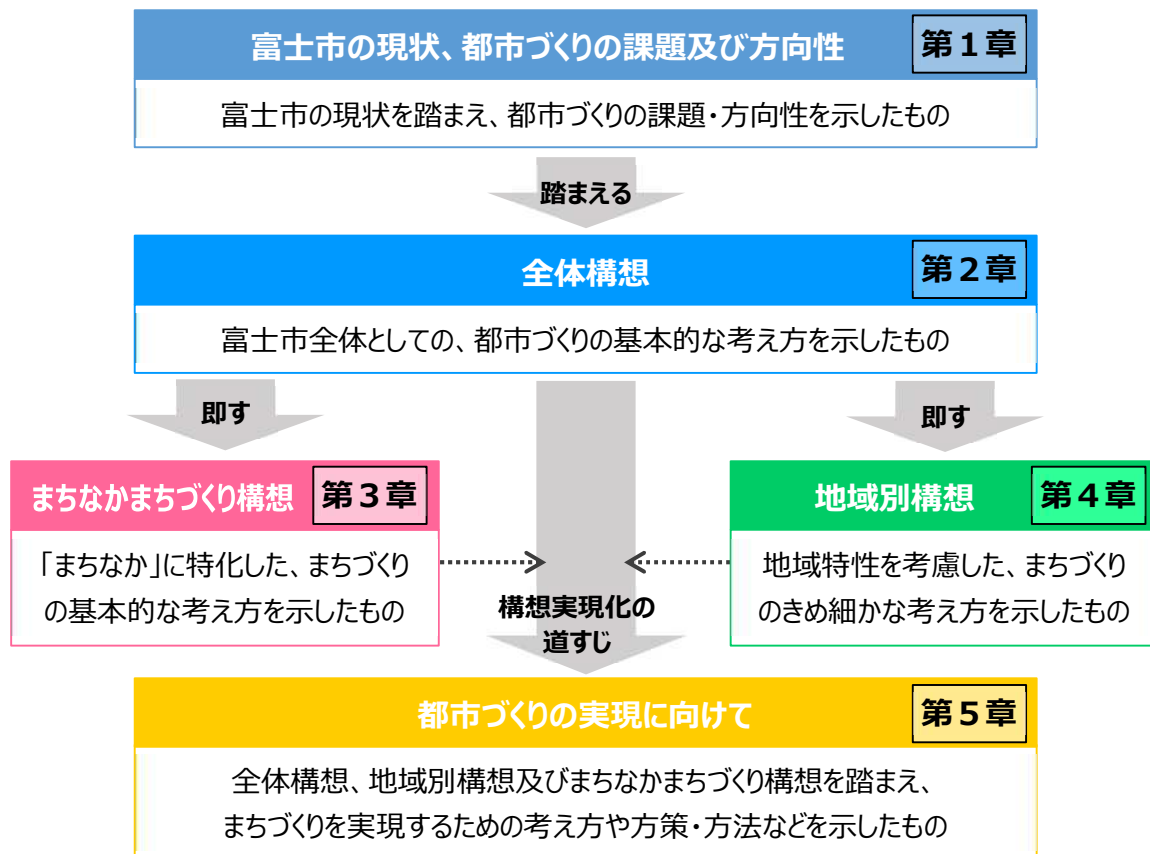 富士市の現状、都市づくりの課題及び方向性 第1章
富士市の現状を踏まえ、都市づくりの課題・方向性を示したもの
踏まえる
全体構想 第2章
富士市全体としての、都市づくりの基本的な考え方を示したもの
即す
即す
まちなかまちづくり構想 第3章
「まちなか」に特化した、まちづくり
の基本的な考え方を示したもの
地域別構想 第4章
地域特性を考慮した、まちづくり
のきめ細かな考え方を示したもの
構想実現化の
道すじ
都市づくりの実現に向けて 第5章
全体構想、地域別構想及びまちなかまちづくり構想を踏まえ、
まちづくりを実現するための考え方や方策・方法などを示したもの